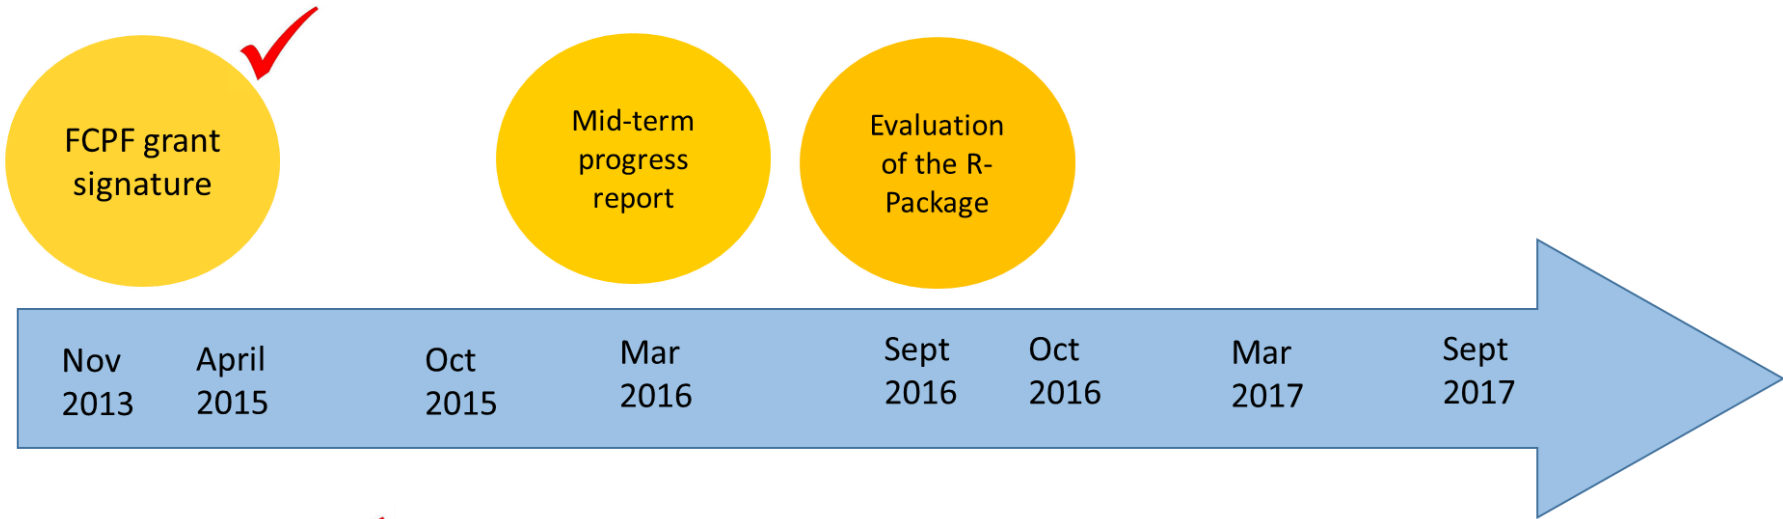 FCPF grant
signature
Mid-term
progress
report
Evaluation
of the R-
Package
Nov
2013
April
2015
Oct
2015
Mar
2016
Sept
2016
Oct
2016
Mar
2017
Sept
2017